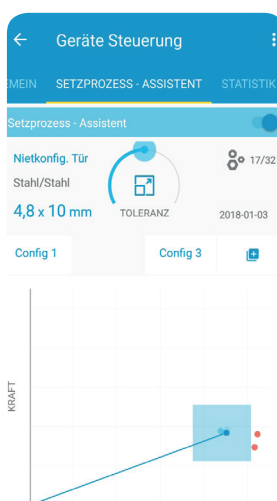 Geräte Steuerung
EMEIN SETZPROZESS - ASSISTENT STATISTIK
Setzprozess - Assistent
Nietkonfig. Tür
17/32
Stahl/Stahl
4,8 x 10 mm
TOLERANZ
2018-01-03
Config 1
Config 3
KRAFT